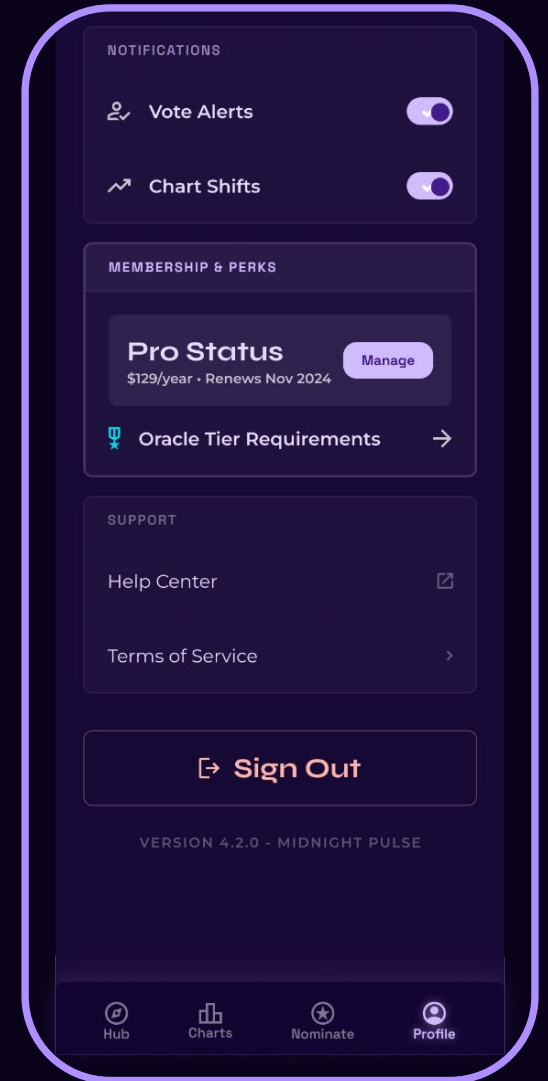 NOTIFICATIONS
Vote Alerts
Chart Shifts
MEMBERSHIP & PERKS
Pro Status
$129/year • Renews Nov 2024
Manage
Oracle Tier Requirements
SUPPORT
Help Center
Terms of Service
Sign Out
VERSION 4.2.0 - MIDNIGHT PULSE
Hub
Charts
Nominate
Profile